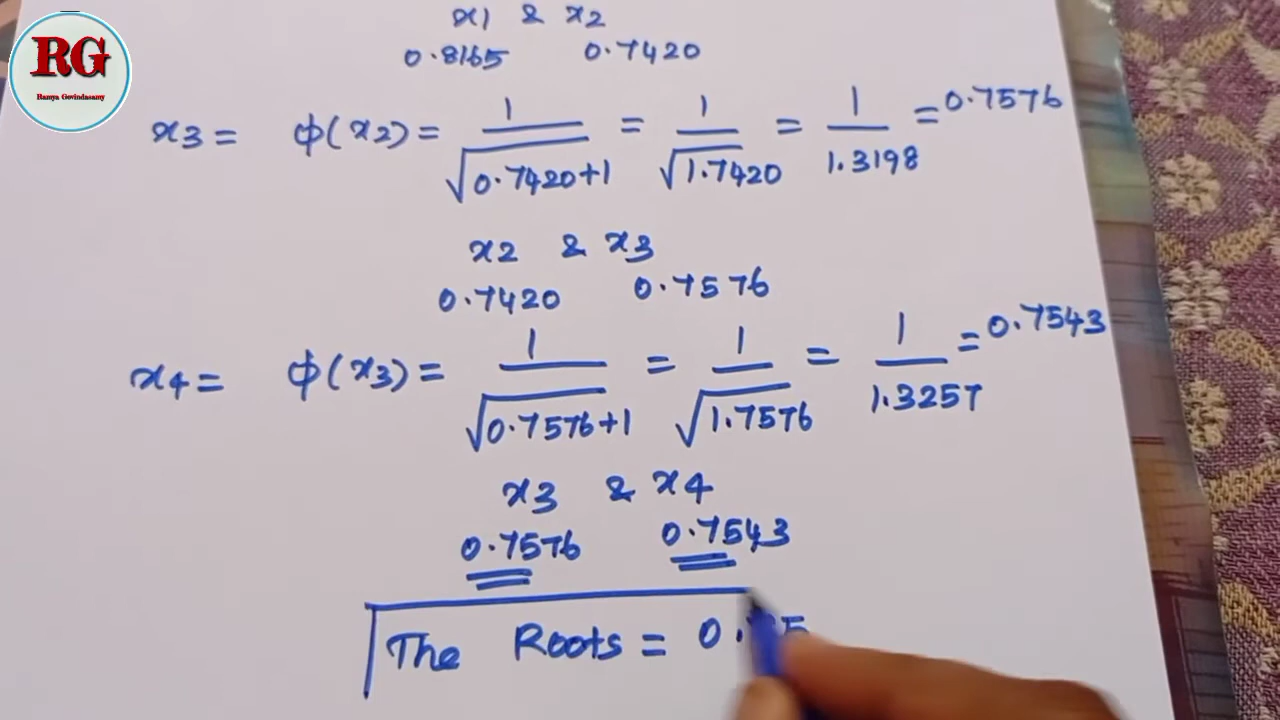 RG
Ramya Govindasamy
x1 & x2
0.8165 0.7420
x3 = φ(x2) = 1/√0.7420+1 = 1/√1.7420 = 1/1.3198 = 0.7576
x2 & x3
0.7420 0.7576
x4 = φ(x3) = 1/√0.7576+1 = 1/√1.7576 = 1/1.3257 = 0.7543
x3 & x4
0.7576 0.7543
The Roots =